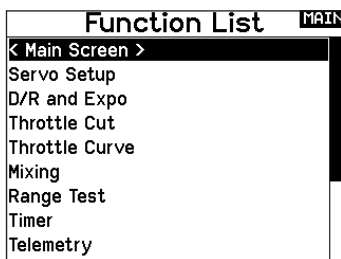 Function List
MAIN
< Main Screen >
Servo Setup
D/R and Expo
Throttle Cut
Throttle Curve
Mixing
Range Test
Timer
Telemetry